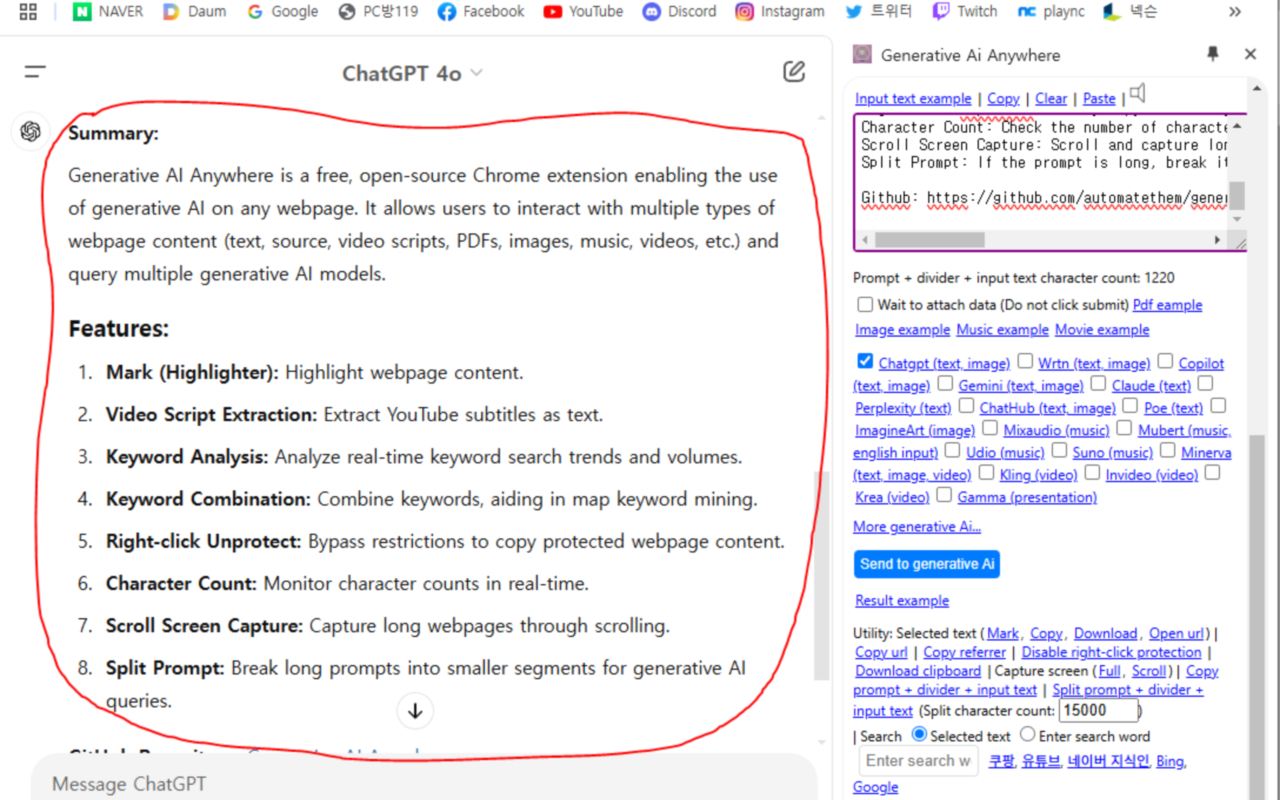 NAVER Daum Google PC방119 Facebook YouTube Discord Instagram 트위터 Twitch plaync 넥슨 »
ChatGPT 4o
Summary:
Generative AI Anywhere is a free, open-source Chrome extension enabling the use
of generative AI on any webpage. It allows users to interact with multiple types of
webpage content (text, source, video scripts, PDFs, images, music, videos, etc.) and
query multiple generative AI models.
Features:
1. Mark (Highlighter): Highlight webpage content.
2. Video Script Extraction: Extract YouTube subtitles as text.
3. Keyword Analysis: Analyze real-time keyword search trends and volumes.
4. Keyword Combination: Combine keywords, aiding in map keyword mining.
5. Right-click Unprotect: Bypass restrictions to copy protected webpage content.
6. Character Count: Monitor character counts in real-time.
7. Scroll Screen Capture: Capture long webpages through scrolling.
8. Split Prompt: Break long prompts into smaller segments for generative AI
queries.
Message ChatGPT
Generative Ai Anywhere
Input text example | Copy | Clear | Paste |
Character Count: Check the number of characte
Scroll Screen Capture: Scroll and capture lon
Split Prompt: If the prompt is long, break it
Github: https://github.com/automatethem/gener
Prompt + divider + input text character count: 1220
Wait to attach data (Do not click submit) Pdf eample
Image example Music example Movie example
Chatgpt (text, image) Wrtn (text, image) Copilot
(text, image) Gemini (text, image) Claude (text)
Perplexity (text) ChatHub (text, image) Poe (text)
ImagineArt (image) Mixaudio (music) Mubert (music,
english input) Udio (music) Suno (music) Minerva
(text, image, video) Kling (video) Invideo (video)
Krea (video) Gamma (presentation)
More generative Ai...
Send to generative Ai
Result example
Utility: Selected text (Mark, Copy, Download, Open url) |
Copy url | Copy referrer | Disable right-click protection |
Download clipboard | Capture screen (Full, Scroll) | Copy
prompt + divider + input text | Split prompt + divider +
input text (Split character count: 15000)
| Search Selected text Enter search word
Enter search w 쿠팡, 유튜브, 네이버 지식인, Bing,
Google